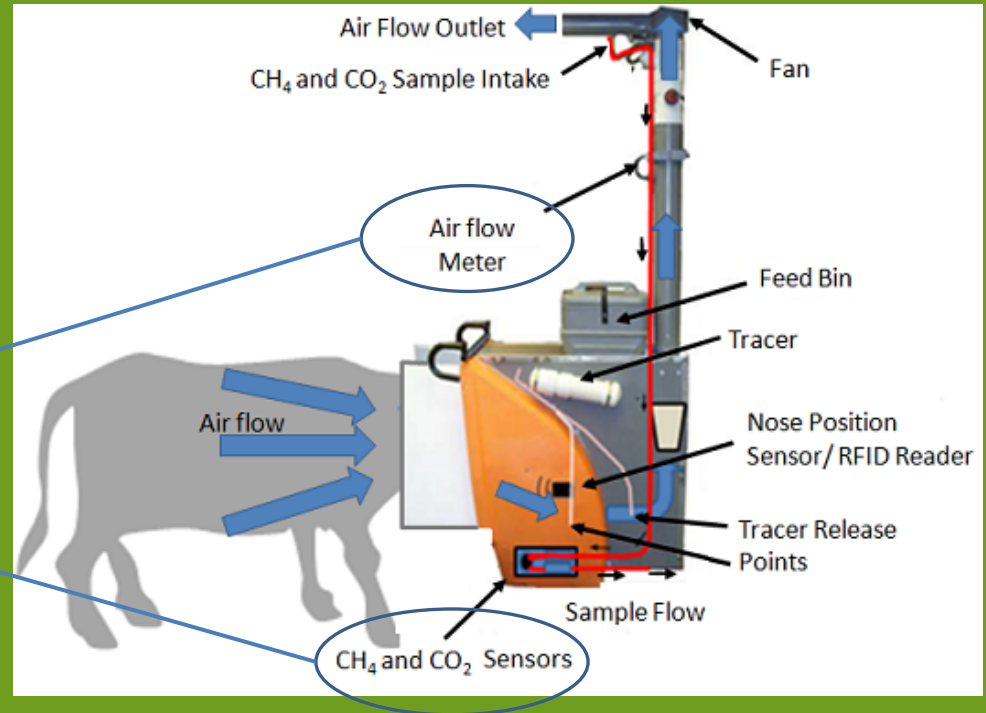 Air Flow Outlet
CH₄ and CO₂ Sample Intake
Fan
Air flow
Meter
Feed Bin
Tracer
Air flow
Nose Position
Sensor/ RFID Reader
Tracer Release
Points
Sample Flow
CH₄ and CO₂ Sensors